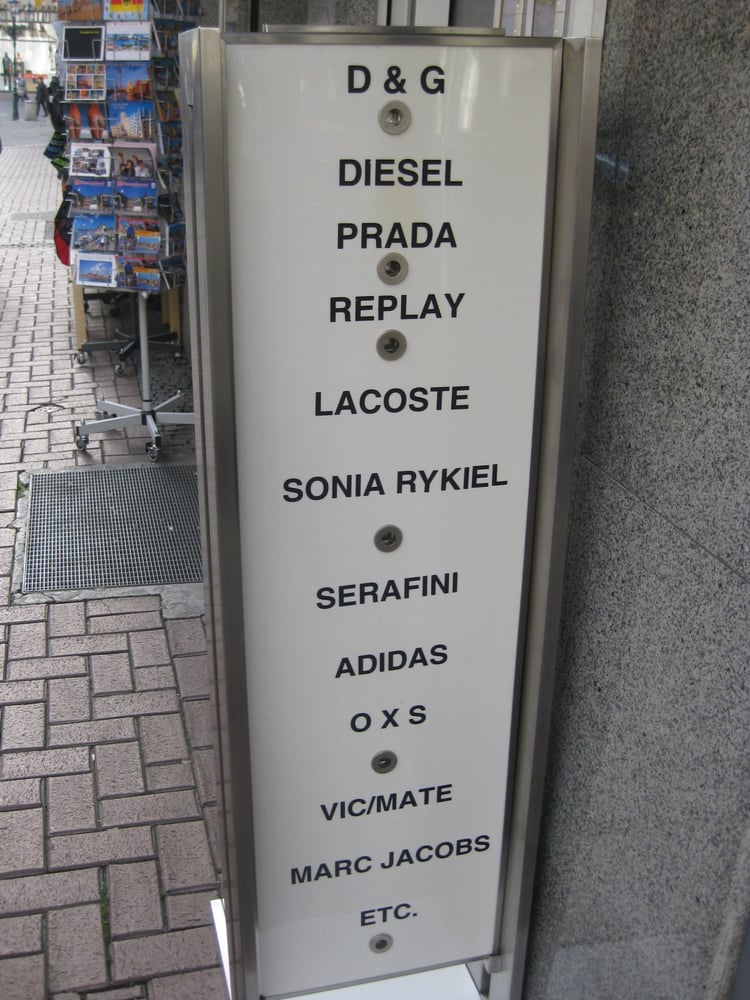 D & G
DIESEL
PRADA
REPLAY
LACOSTE
SONIA RYKIEL
SERAFINI
ADIDAS
O X S
VIC/MATE
MARC JACOBS
ETC.